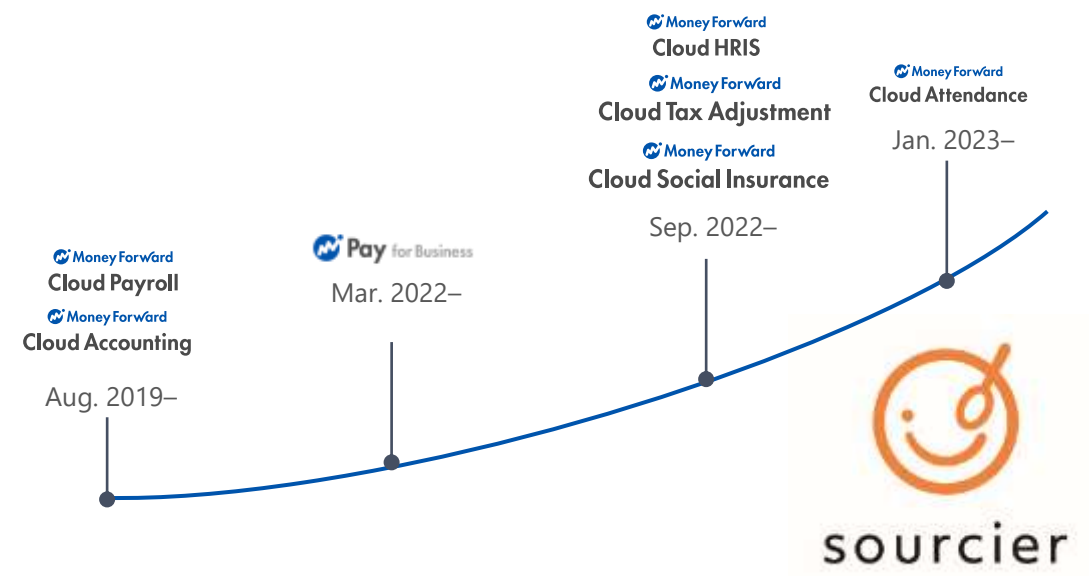 Money Forward
Cloud Payroll
Money Forward
Cloud Accounting
Aug. 2019–
Pay for Business
Mar. 2022–
Money Forward
Cloud HRIS
Money Forward
Cloud Tax Adjustment
Money Forward
Cloud Social Insurance
Sep. 2022–
Money Forward
Cloud Attendance
Jan. 2023–
sourcier